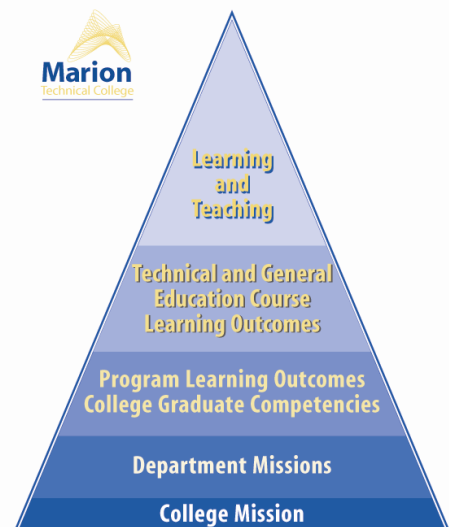 Marion
Technical College
Learning
and
Teaching
Technical and General
Education Course
Learning Outcomes
Program Learning Outcomes
College Graduate Competencies
Department Missions
College Mission